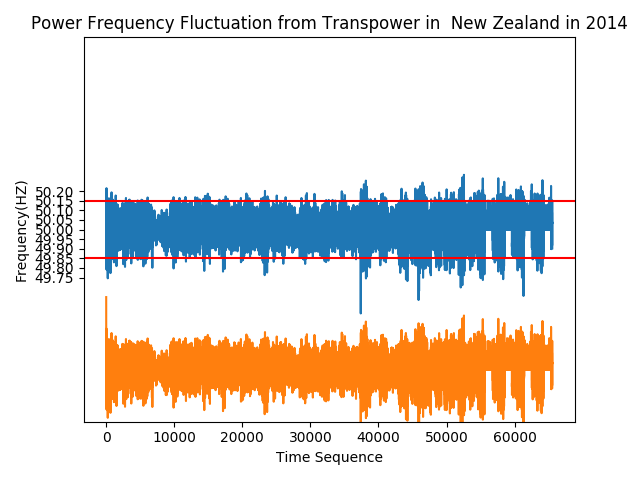 Power Frequency Fluctuation from Transpower in  New Zealand in 2014
Frequency(HZ)
50.20
50.15
50.10
50.05
50.00
49.95
49.90
49.85
49.80
49.75
0 10000 20000 30000 40000 50000 60000
Time Sequence